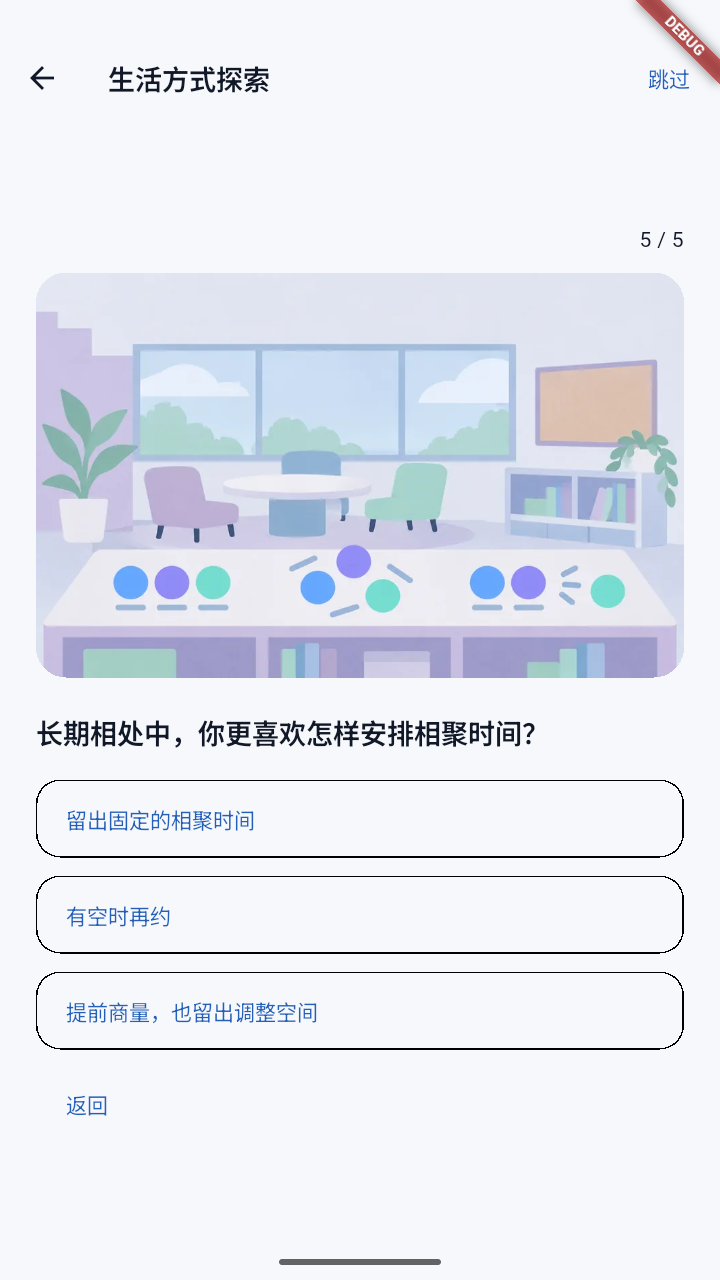 DEBUG
生活方式探索
跳过
5 / 5
长期相处中，你更喜欢怎样安排相聚时间？
留出固定的相聚时间
有空时再约
提前商量，也留出调整空间
返回